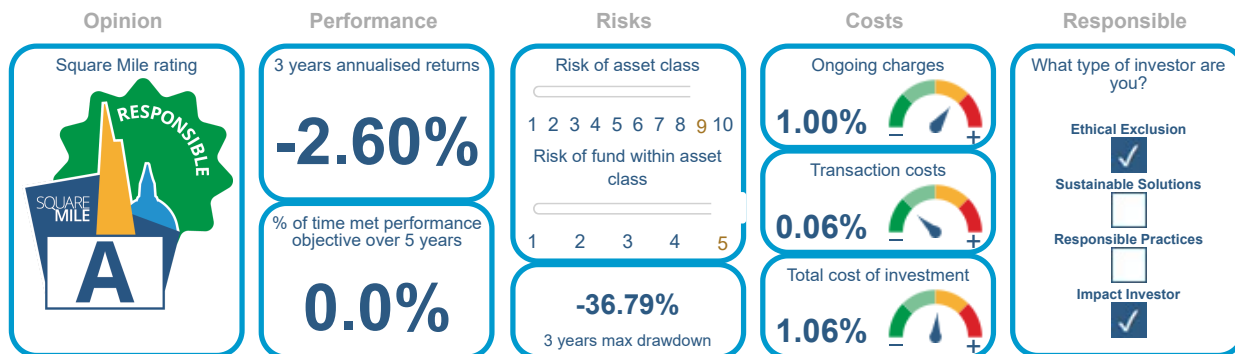 Opinion
Performance
Risks
Costs
Responsible
Square Mile rating
RESPONSIBLE
SQUARE
MILE
A
3 years annualised returns
-2.60%
% of time met performance
objective over 5 years
0.0%
Risk of asset class
1 2 3 4 5 6 7 8 9 10
Risk of fund within asset
class
1 2 3 4 5
-36.79%
3 years max drawdown
Ongoing charges
1.00%
– +
Transaction costs
0.06%
– +
Total cost of investment
1.06%
– +
What type of investor are
you?
Ethical Exclusion
Sustainable Solutions
Responsible Practices
Impact Investor